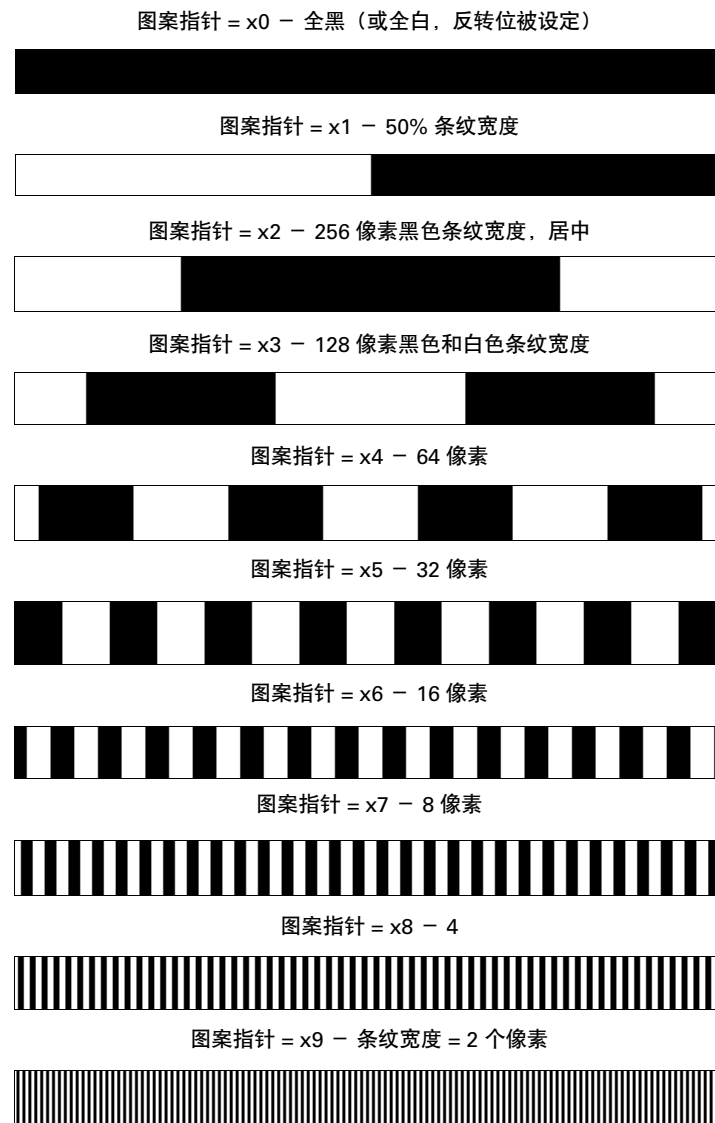 图案指针 = x0 － 全黑（或全白，反转位被设定）
图案指针 = x1 － 50% 条纹宽度
图案指针 = x2 － 256 像素黑色条纹宽度，居中
图案指针 = x3 － 128 像素黑色和白色条纹宽度
图案指针 = x4 － 64 像素
图案指针 = x5 － 32 像素
图案指针 = x6 － 16 像素
图案指针 = x7 － 8 像素
图案指针 = x8 － 4
图案指针 = x9 － 条纹宽度 = 2 个像素